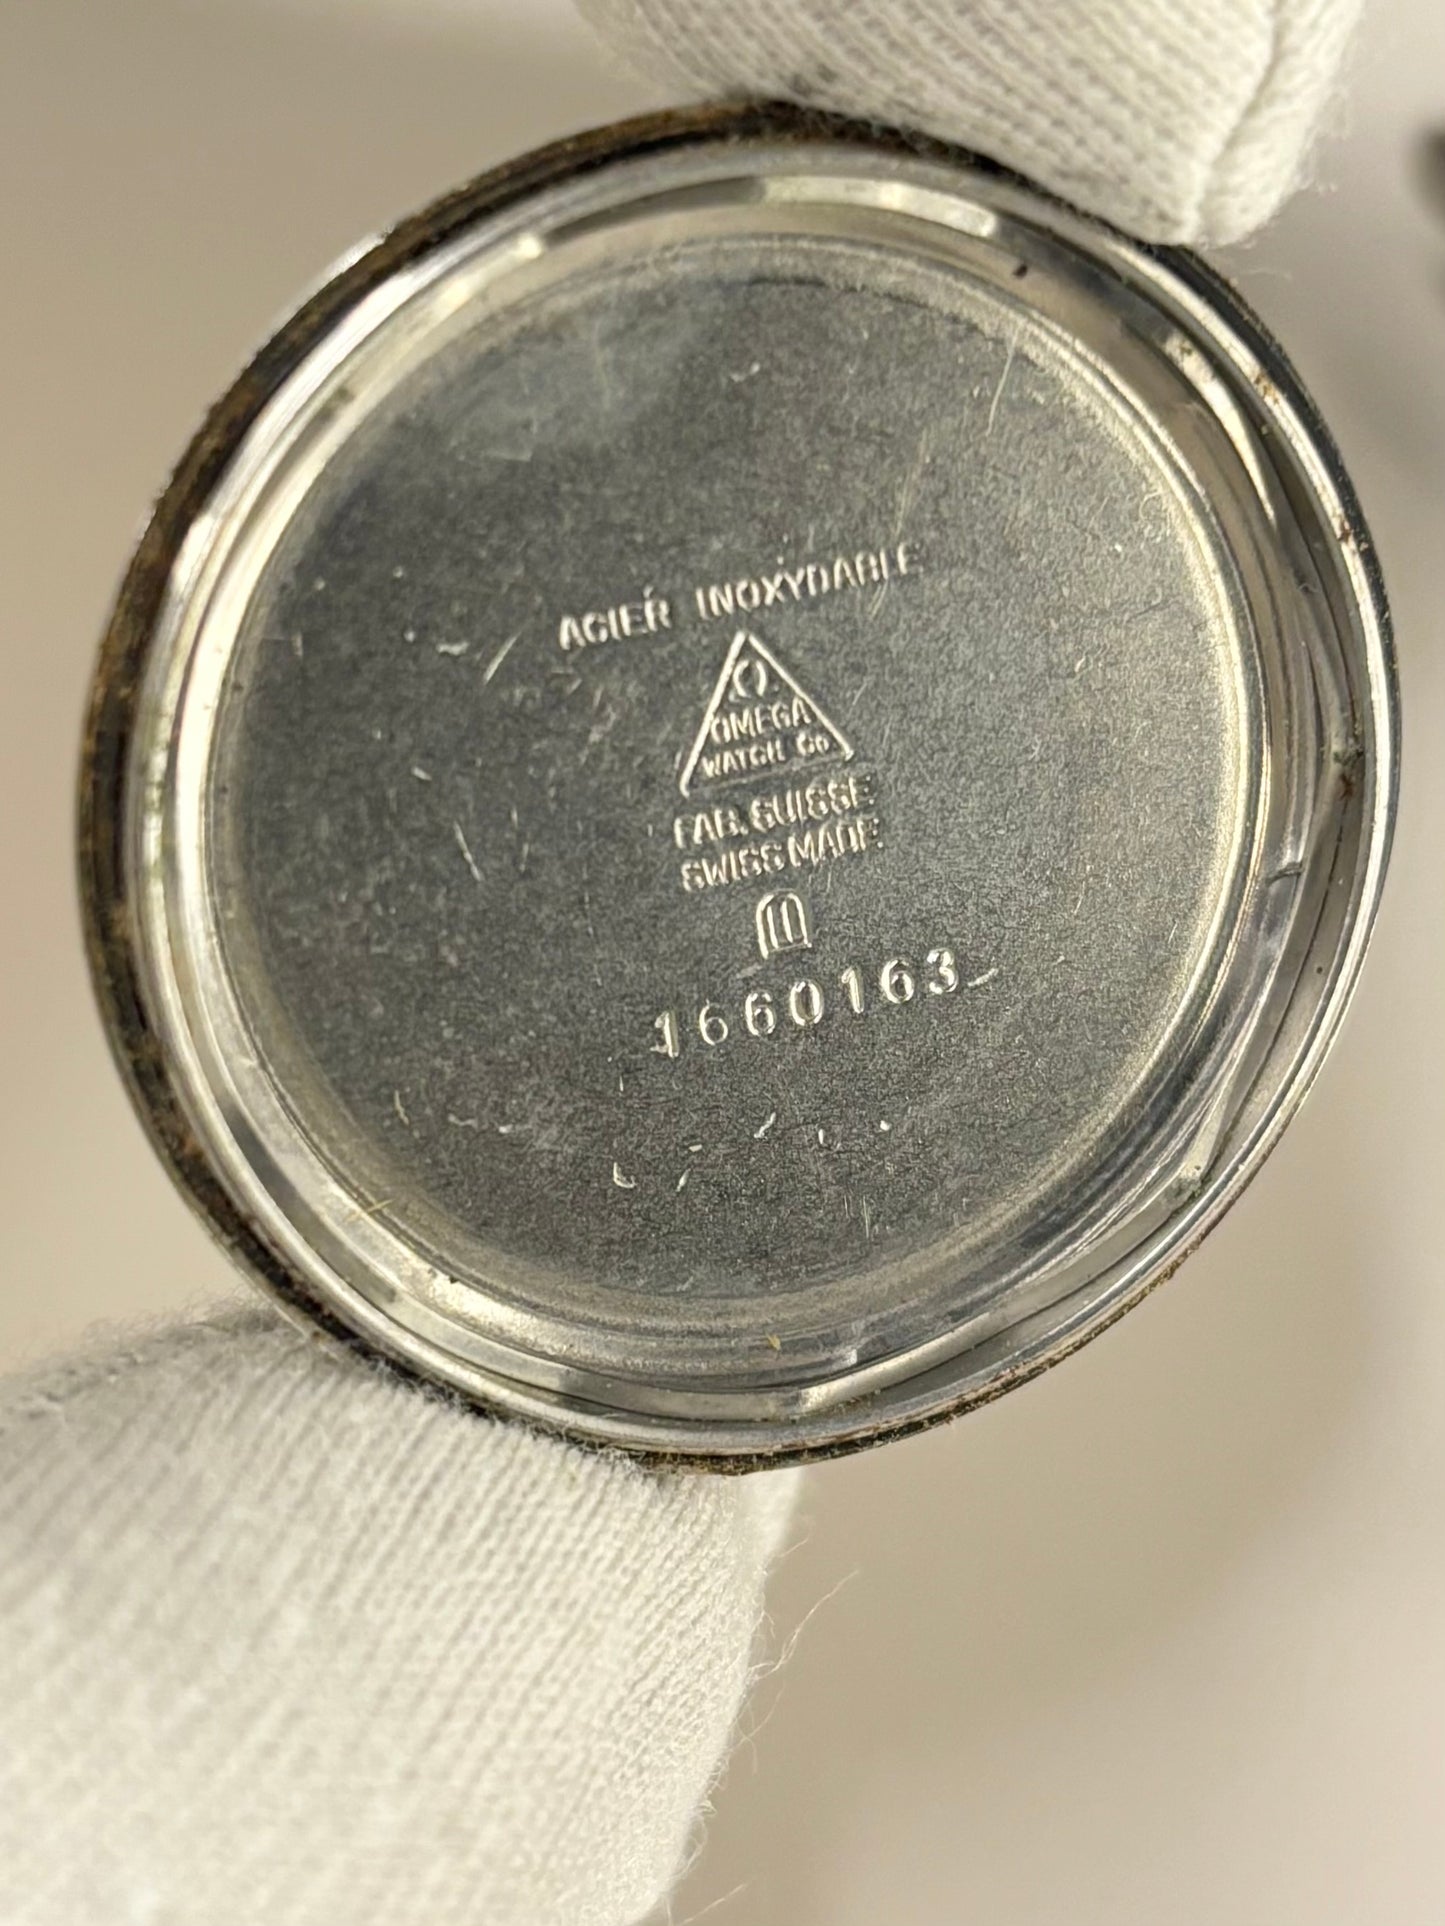 ACIER INOXYDABLE
Ω
OMEGA
WATCH Co
FAB. SUISSE
SWISS MADE
1660163